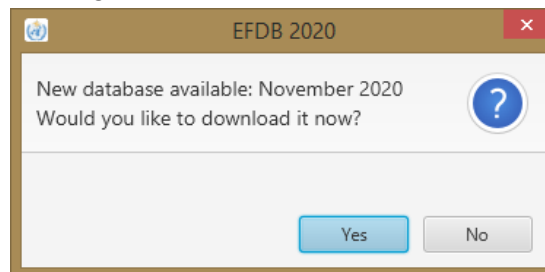 EFDB 2020
New database available: November 2020
Would you like to download it now?
Yes
No